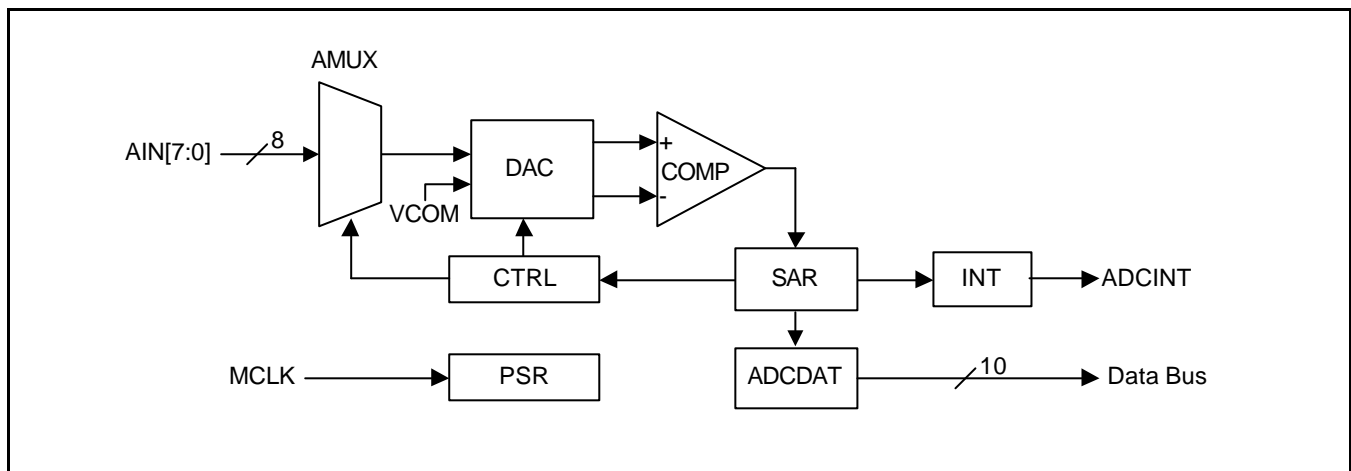 AMUX
AIN[7:0]
8
DAC
VCOM
+
COMP
-
CTRL
SAR
INT
ADCINT
MCLK
PSR
ADCDAT
10
Data Bus